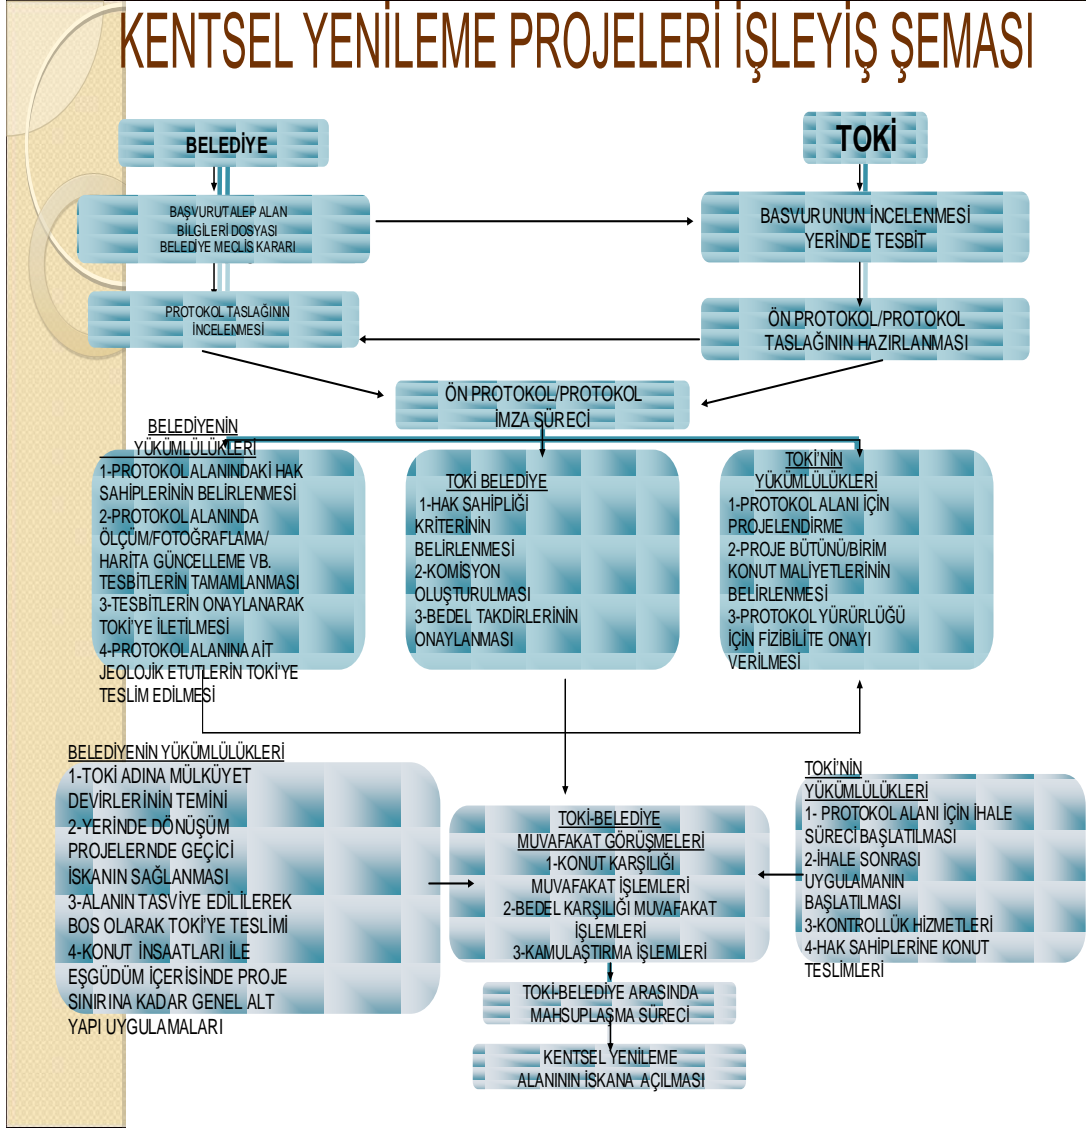 KENTSEL YENİLEME PROJELERİ İŞLEYİŞ ŞEMASI
BELEDİYE
TOKİ
BAŞVURU/TALEP ALAN
BİLGİLERİ DOSYASI
BELEDİYE MECLİS KARARI
BASVURUNUN İNCELENMESİ
YERİNDE TESBİT
PROTOKOL TASLAĞININ
İNCELENMESİ
ÖN PROTOKOL/PROTOKOL
TASLAĞININ HAZIRLANMASI
ÖN PROTOKOL/PROTOKOL
İMZA SÜRECİ
BELEDİYENİN
YÜKÜMLÜLÜKLERİ
1-PROTOKOL ALANINDAKİ HAK
SAHİPLERİNİN BELİRLENMESİ
2-PROTOKOL ALANINDA
ÖLÇÜM/FOTOĞRAFLAMA/
HARİTA GÜNCELLEME VB.
TESBİTLERİN TAMAMLANMASI
3-TESBİTLERİN ONAYLANARAK
TOKİ'YE İLETİLMESİ
4-PROTOKOL ALANINA AİT
JEOLOJİK ETUTLERIN TOKİ'YE
TESLİM EDİLMESİ
TOKİ BELEDİYE
1-HAK SAHİPLİĞİ
KRİTERİNİN
BELİRLENMESİ
2-KOMİSYON
OLUŞTURULMASI
3-BEDEL TAKDİRLERİNİN
ONAYLANMASI
TOKİ'NİN
YÜKÜMLÜLÜKLERİ
1-PROTOKOL ALANI İÇİN
PROJELENDİRME
2-PROJE BÜTÜNÜ/BİRİM
KONUT MALİYETLERİNİN
BELİRLENMESİ
3-PROTOKOL YÜRÜRLÜĞÜ
İÇİN FİZİBİLİTE ONAYI
VERİLMESİ
BELEDİYENİN YÜKÜMLÜLÜKLERİ
1-TOKİ ADINA MÜLKÜYET
DEVİRLERİNİN TEMİNİ
2-YERİNDE DÖNÜŞÜM
PROJELERNDE GEÇİCİ
İSKANIN SAĞLANMASI
3-ALANIN TASVİYE EDİLİLEREK
BOS OLARAK TOKİ'YE TESLİMİ
4-KONUT İNSAATLARI İLE
EŞGÜDÜM İÇERİSİNDE PROJE
SINIRINA KADAR GENEL ALT
YAPI UYGULAMALARI
TOKİ-BELEDİYE
MUVAFAKAT GÖRÜŞMELERİ
1-KONUT KARŞILIĞI
MUVAFAKAT İŞLEMLERİ
2-BEDEL KARŞILIĞI MUVAFAKAT
İŞLEMLERİ
3-KAMULAŞTIRMA İŞLEMLERİ
TOKİ'NİN
YÜKÜMLÜLÜKLERİ
1- PROTOKOL ALANI İÇİN İHALE
SÜRECİ BAŞLATILMASI
2-İHALE SONRASI
UYGULAMANIN
BAŞLATILMASI
3-KONTROLLÜK HİZMETLERİ
4-HAK SAHİPLERİNE KONUT
TESLİMLERİ
TOKİ-BELEDİYE ARASINDA
MAHSUPLAŞMA SÜRECİ
KENTSEL YENİLEME
ALANININ İSKANA AÇILMASI